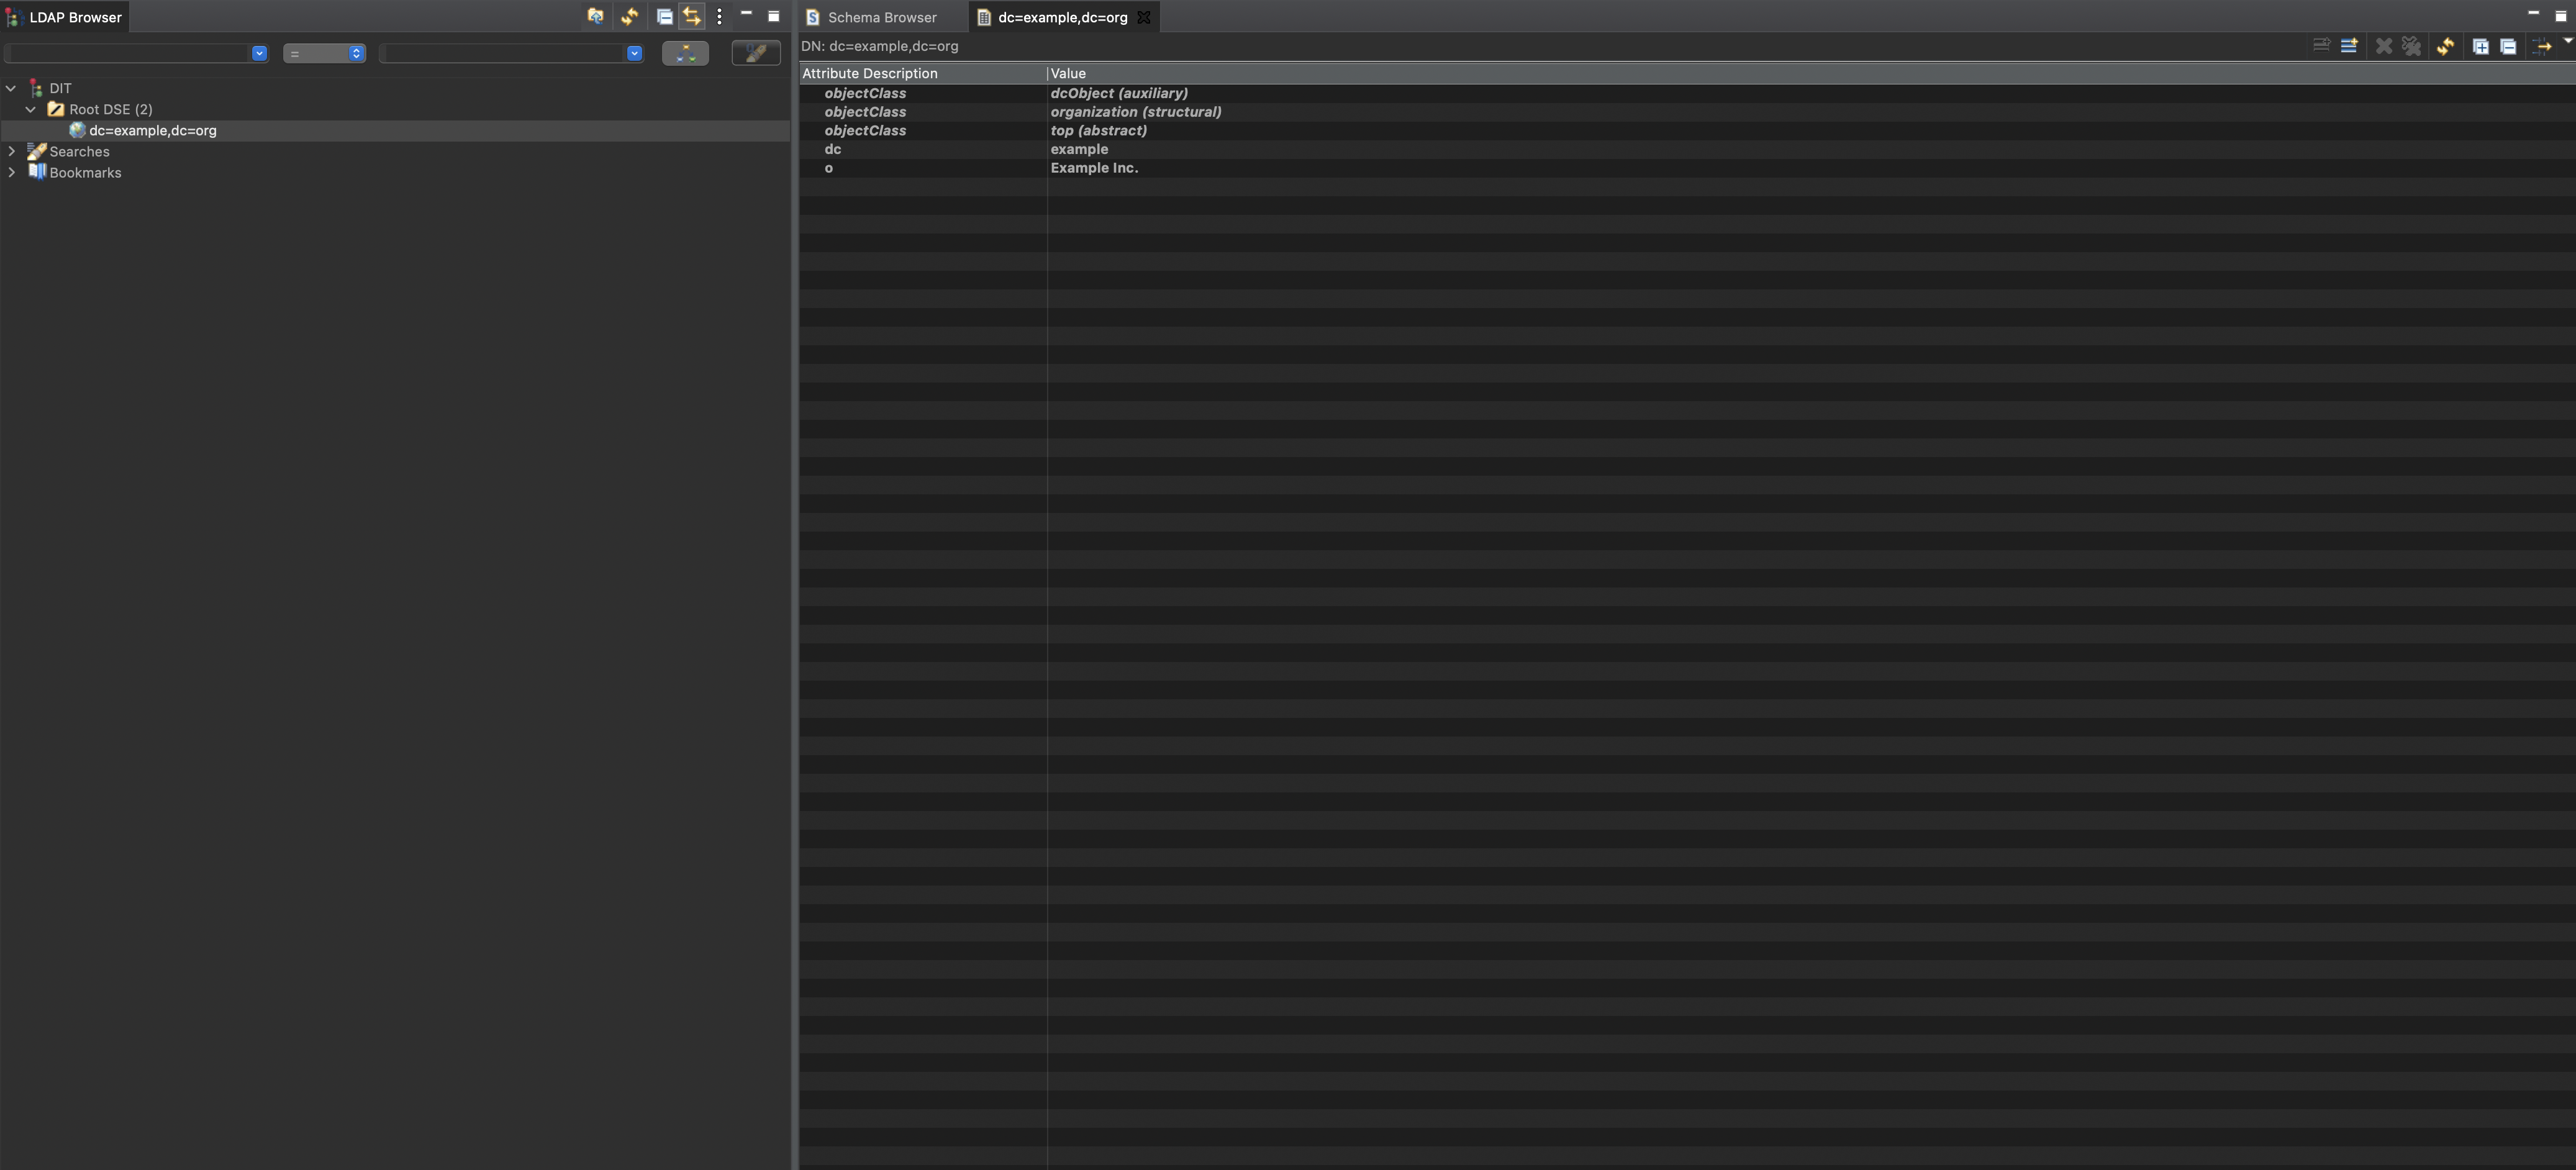 LDAP Browser
=
DIT
Root DSE (2)
dc=example,dc=org
Searches
Bookmarks
Schema Browser
dc=example,dc=org
DN: dc=example,dc=org
Attribute Description Value
objectClass dcObject (auxiliary)
objectClass organization (structural)
objectClass top (abstract)
dc example
o Example Inc.